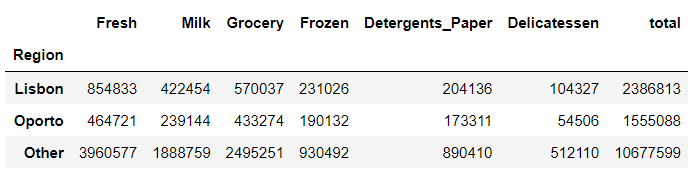 Fresh Milk Grocery Frozen Detergents_Paper Delicatessen total
Region
Lisbon 854833 422454 570037 231026 204136 104327 2386813
Oporto 464721 239144 433274 190132 173311 54506 1555088
Other 3960577 1888759 2495251 930492 890410 512110 10677599